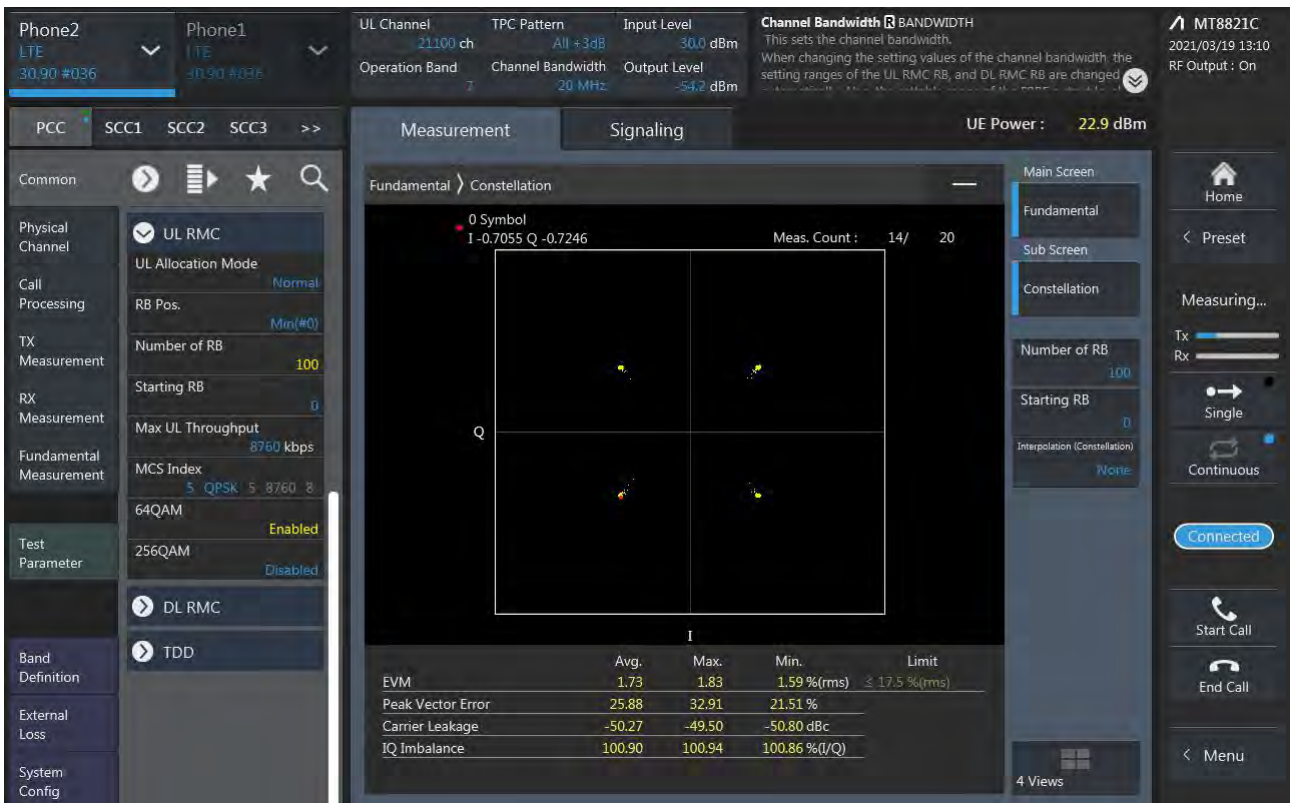 Phone2
LTE
30.90 #036
Phone1
LTE
30.90 #036
UL Channel
21100 ch
Operation Band
7
TPC Pattern
All +3dB
Channel Bandwidth
20 MHz
Input Level
30.0 dBm
Output Level
-54.2 dBm
Channel Bandwidth R BANDWIDTH
This sets the channel bandwidth.
When changing the setting values of the channel bandwidth, the
setting ranges of the UL RMC RB, and DL RMC RB are changed
MT8821C
2021/03/19 13:10
RF Output : On
PCC SCC1 SCC2 SCC3 >>
Common
Physical
Channel
Call
Processing
TX
Measurement
RX
Measurement
Fundamental
Measurement
Test
Parameter
Band
Definition
External
Loss
System
Config
UL RMC
UL Allocation Mode
Normal
RB Pos.
Min(#0)
Number of RB
100
Starting RB
0
Max UL Throughput
8760 kbps
MCS Index
5 QPSK 5 8760 8
64QAM
Enabled
256QAM
Disabled
DL RMC
TDD
Measurement Signaling
UE Power : 22.9 dBm
Fundamental 〉 Constellation
0 Symbol
I -0.7055 Q -0.7246
Meas. Count : 14/ 20
Q
I
Avg. Max. Min. Limit
EVM 1.73 1.83 1.59 %(rms) ≦ 17.5 %(rms)
Peak Vector Error 25.88 32.91 21.51 %
Carrier Leakage -50.27 -49.50 -50.80 dBc
IQ Imbalance 100.90 100.94 100.86 %(I/Q)
Main Screen
Fundamental
Sub Screen
Constellation
Number of RB
100
Starting RB
0
Interpolation (Constellation)
None
4 Views
Home
< Preset
Measuring...
Tx
Rx
Single
Continuous
Connected
Start Call
End Call
< Menu